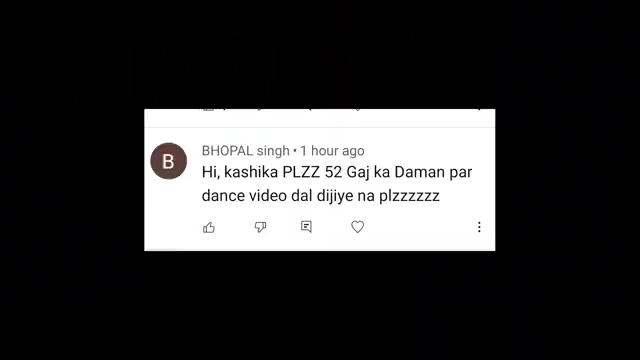 B
BHOPAL singh • 1 hour ago
Hi, kashika PLZZ 52 Gaj ka Daman par
dance video dal dijiye na plzzzzzz